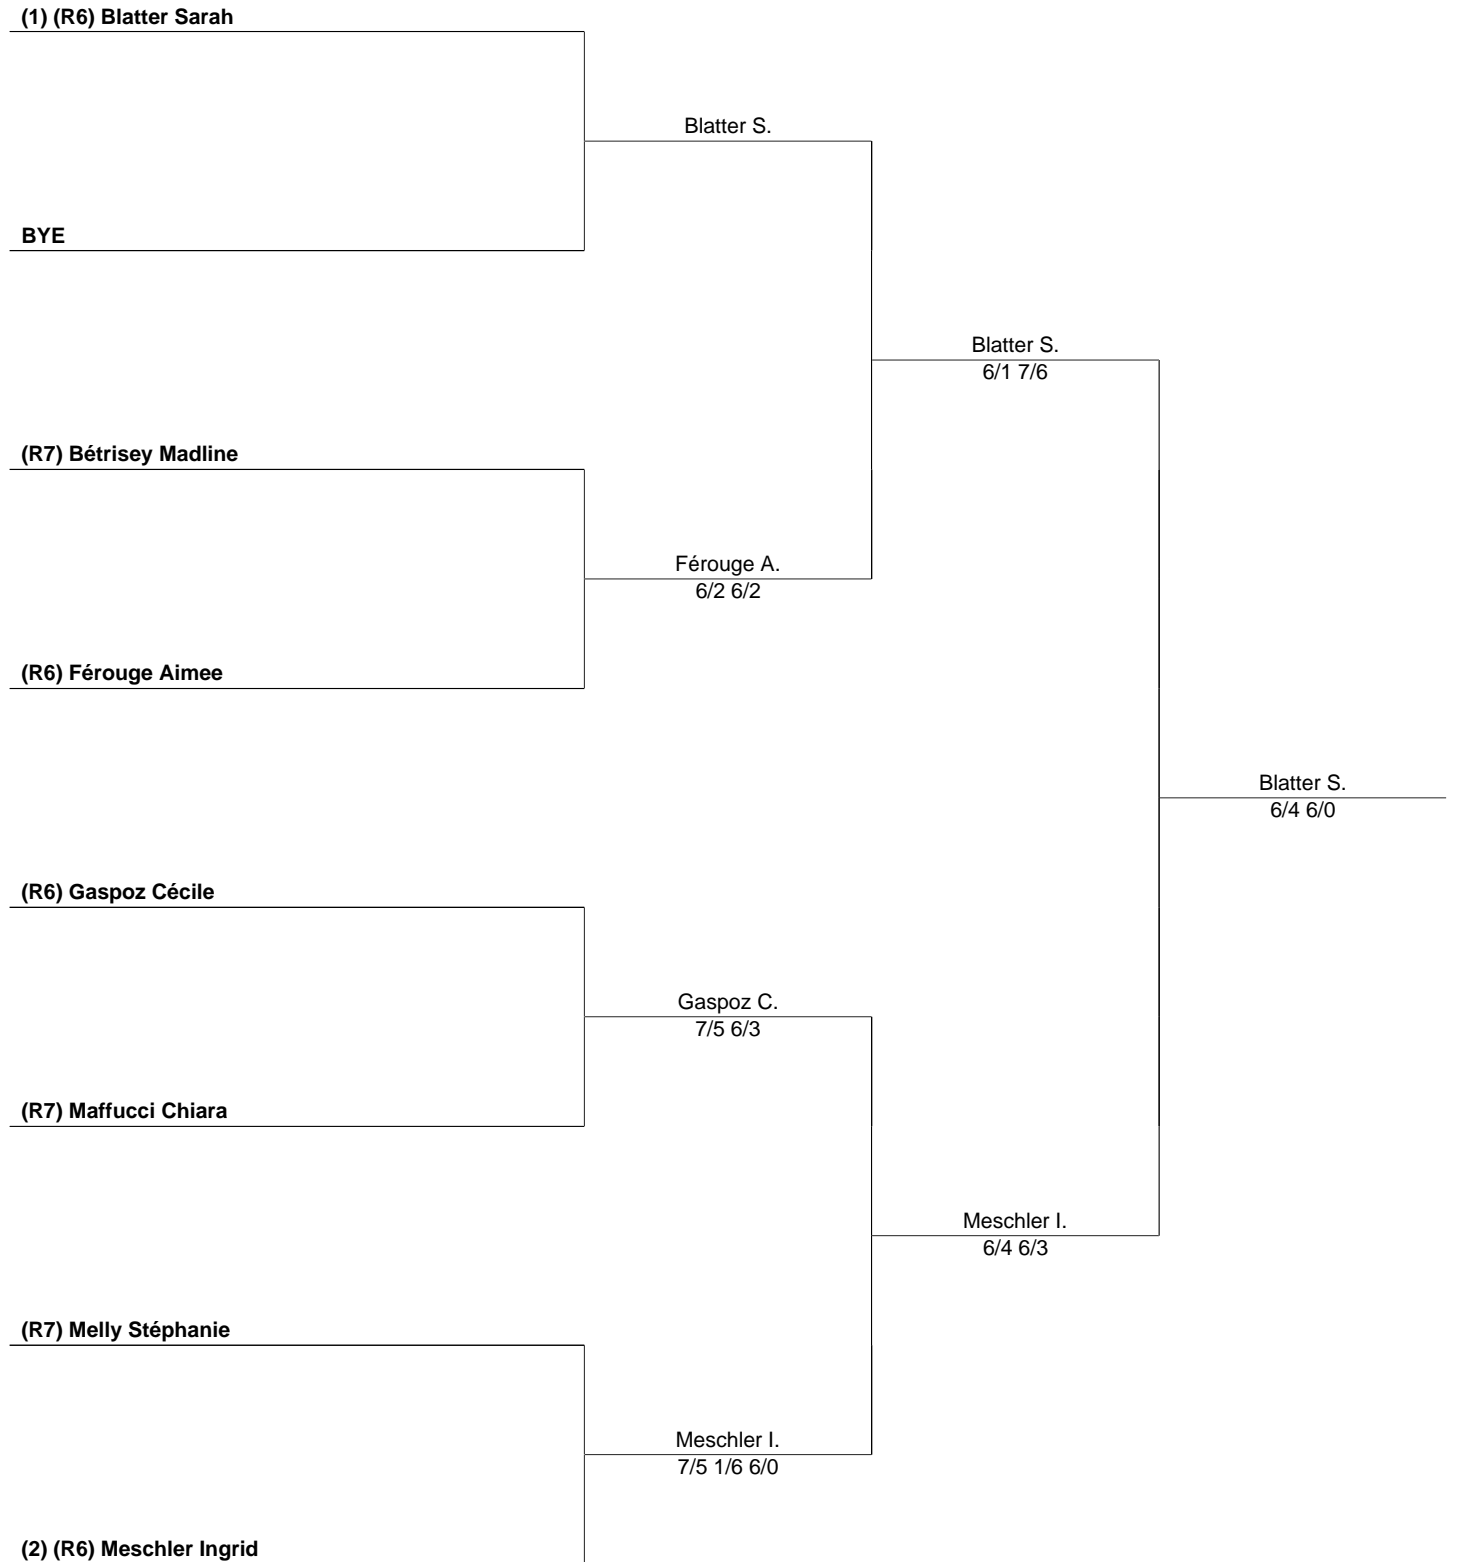 (1) (R6) Blatter Sarah
Blatter S.
BYE
Blatter S.
6/1 7/6
(R7) Bétrisey Madline
Férouge A.
6/2 6/2
(R6) Férouge Aimee
Blatter S.
6/4 6/0
(R6) Gaspoz Cécile
Gaspoz C.
7/5 6/3
(R7) Maffucci Chiara
Meschler I.
6/4 6/3
(R7) Melly Stéphanie
Meschler I.
7/5 1/6 6/0
(2) (R6) Meschler Ingrid